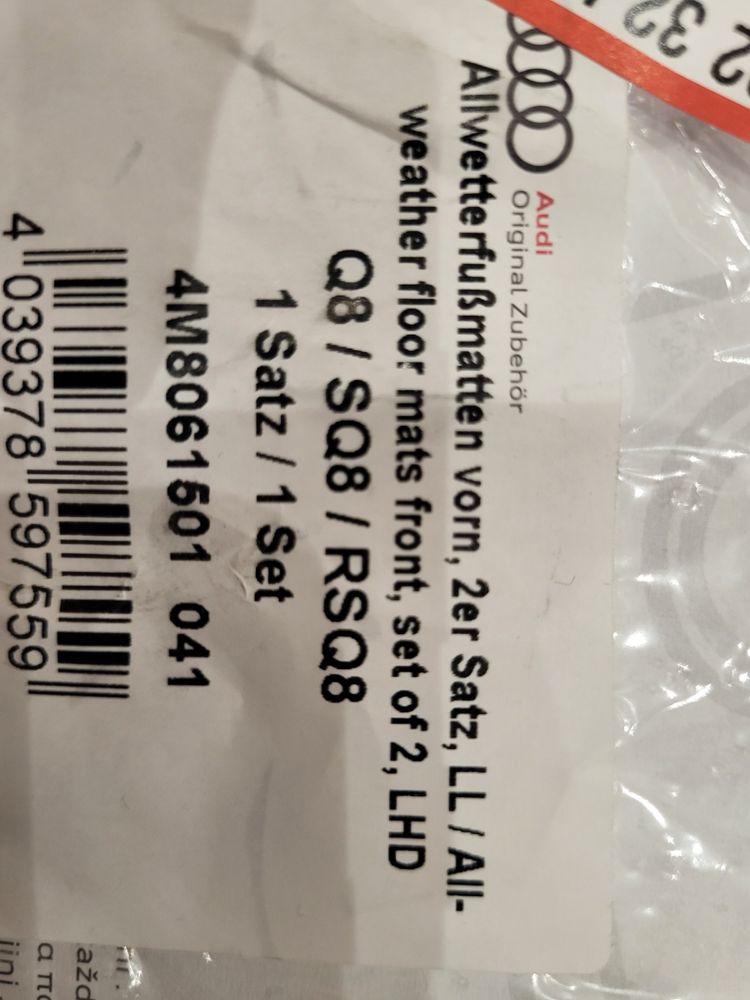 Audi
Original Zubehör
Allwetterfußmatten vorn, 2er Satz, LL / All-
weather floor mats front, set of 2, LHD
Q8 / SQ8 / RSQ8
1 Satz / 1 Set
4M8061501 041
4 039378 597559